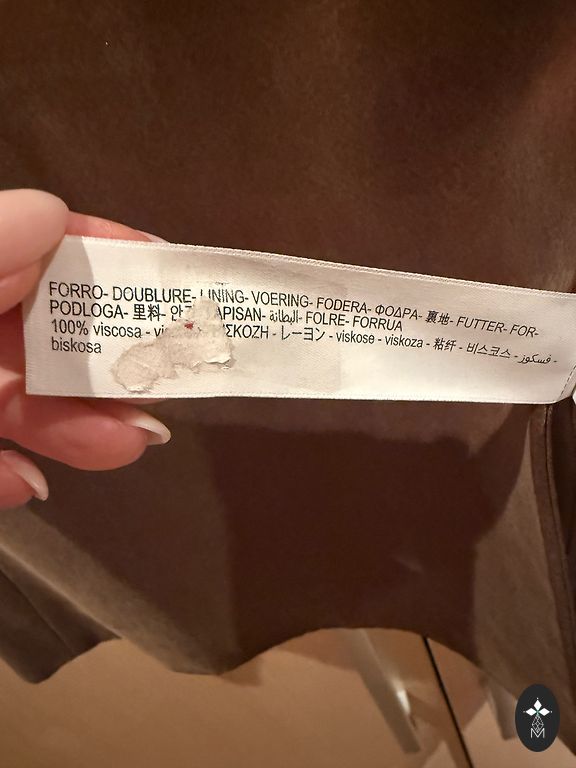 FORRO- DOUBLURE- LINING- VOERING- FODERA- ΦΟΔΡΑ- 裏地- FUTTER- FOR-
PODLOGA- 里料- APISAN- البطانة- FOLRE- FORRUA
100% viscosa - ΙΣΚΟΖΗ - レーヨン - viskose - viskoza - 粘纤 - 비스코스 - فسكوز -
biskosa
M